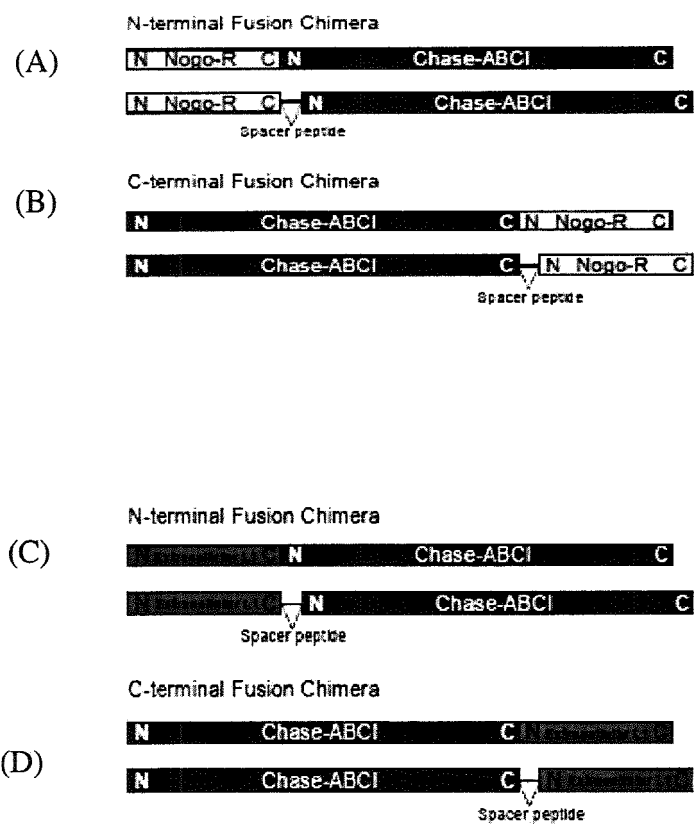 N-terminal Fusion Chimera
(A)
N Nogo-R C N Chase-ABCI C
N Nogo-R C N Chase-ABCI C
Spacer peptide
C-terminal Fusion Chimera
(B)
N Chase-ABCI C N Nogo-R C
N Chase-ABCI C N Nogo-R C
Spacer peptide
N-terminal Fusion Chimera
(C)
N C N Chase-ABCI C
N C N Chase-ABCI C
Spacer peptide
C-terminal Fusion Chimera
N Chase-ABCI C N
(D)
N Chase-ABCI C N
Spacer peptide